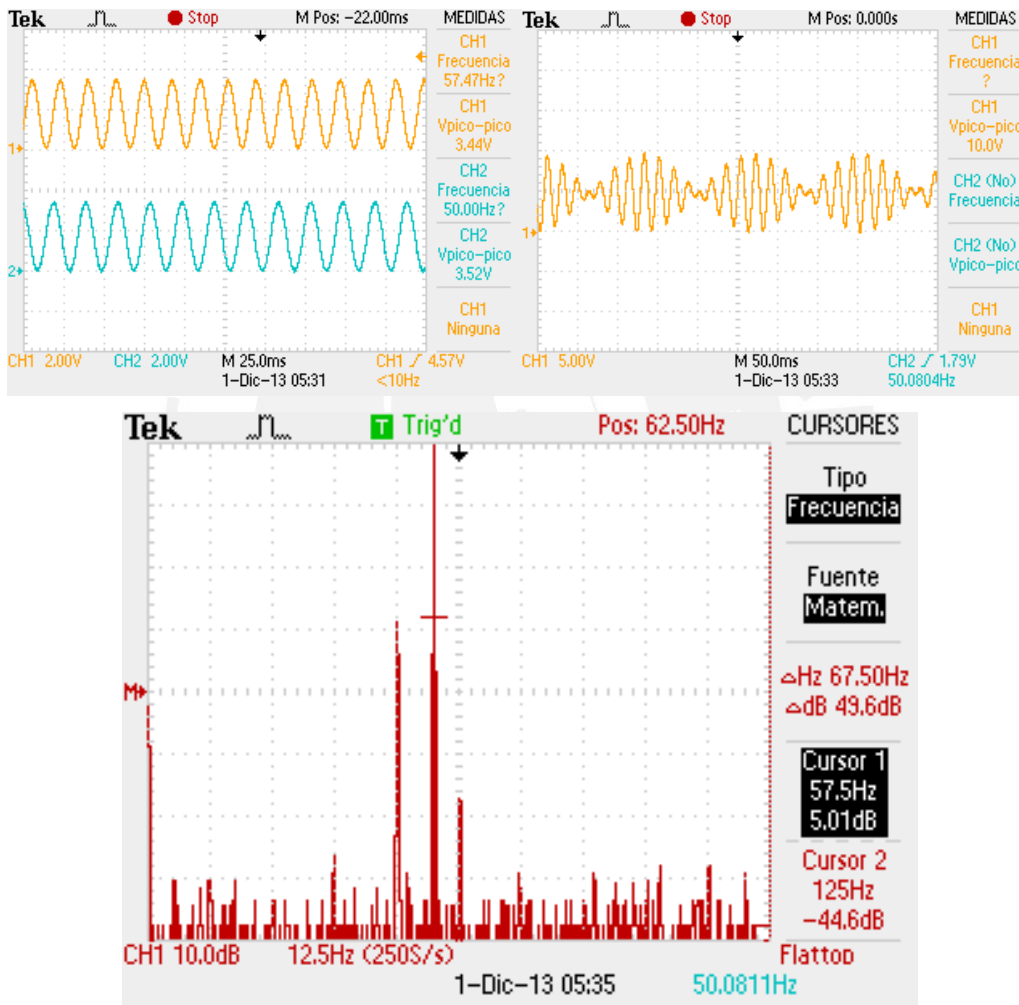 Tek Stop M Pos: -22.00ms MEDIDAS
CH1
Frecuencia
57.47Hz?
CH1
Vpico-pico
3.44V
CH2
Frecuencia
50.00Hz?
CH2
Vpico-pico
3.52V
CH1
Ninguna
1
2
CH1 2.00V CH2 2.00V M 25.0ms CH1 4.57V
1-Dic-13 05:31 <10Hz
Tek Stop M Pos: 0.000s MEDIDAS
CH1
Frecuencia
?
CH1
Vpico-pico
10.0V
CH2 (No)
Frecuencia
CH2 (No)
Vpico-pico
CH1
Ninguna
1
CH1 5.00V M 50.0ms CH2 1.79V
1-Dic-13 05:33 50.0804Hz
Tek T Trig'd Pos: 62.50Hz CURSORES
Tipo
Frecuencia
Fuente
Matem.
M
△Hz 67.50Hz
△dB 49.6dB
Cursor 1
57.5Hz
5.01dB
Cursor 2
125Hz
-44.6dB
CH1 10.0dB 12.5Hz (250S/s) Flattop
1-Dic-13 05:35 50.0811Hz